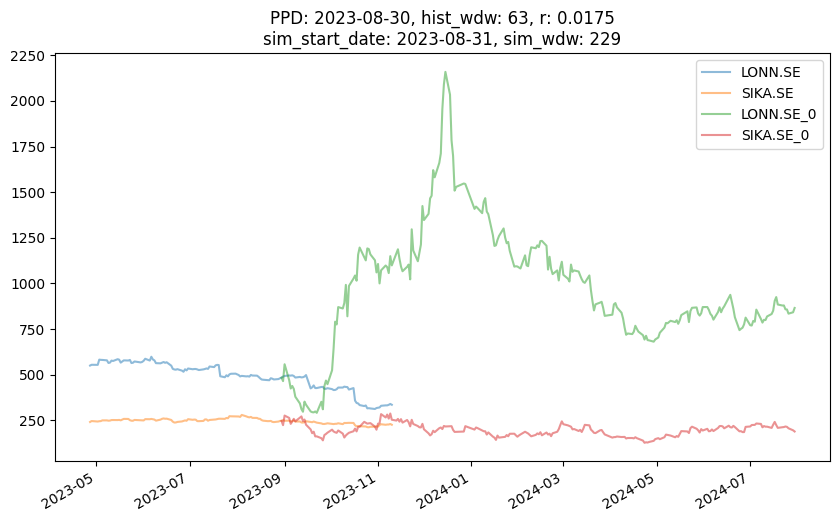 PPD: 2023-08-30, hist_wdw: 63, r: 0.0175
sim_start_date: 2023-08-31, sim_wdw: 229
2250
2000
1750
1500
1250
1000
750
500
250
LONN.SE
SIKA.SE
LONN.SE_0
SIKA.SE_0
2023-05
2023-07
2023-09
2023-11
2024-01
2024-03
2024-05
2024-07